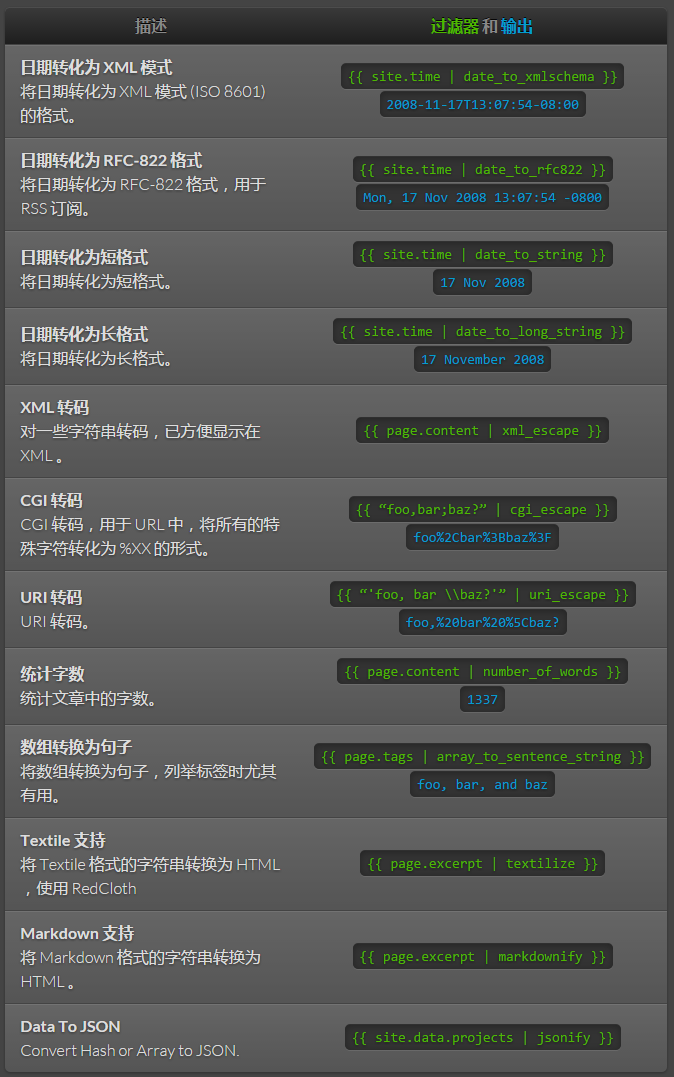 描述
过滤器 和 输出
日期转化为 XML 模式
将日期转化为 XML 模式 (ISO 8601)
的格式。
{{ site.time | date_to_xmlschema }}
2008-11-17T13:07:54-08:00
日期转化为 RFC-822 格式
将日期转化为 RFC-822 格式，用于
RSS 订阅。
{{ site.time | date_to_rfc822 }}
Mon, 17 Nov 2008 13:07:54 -0800
日期转化为短格式
将日期转化为短格式。
{{ site.time | date_to_string }}
17 Nov 2008
日期转化为长格式
将日期转化为长格式。
{{ site.time | date_to_long_string }}
17 November 2008
XML 转码
对一些字符串转码，已方便显示在
XML 。
{{ page.content | xml_escape }}
CGI 转码
CGI 转码，用于 URL 中，将所有的特
殊字符转化为 %XX 的形式。
{{ “foo,bar;baz?” | cgi_escape }}
foo%2Cbar%3Bbaz%3F
URI 转码
URI 转码。
{{ “'foo, bar \\baz?'” | uri_escape }}
foo,%20bar%20%5Cbaz?
统计字数
统计文章中的字数。
{{ page.content | number_of_words }}
1337
数组转换为句子
将数组转换为句子，列举标签时尤其
有用。
{{ page.tags | array_to_sentence_string }}
foo, bar, and baz
Textile 支持
将 Textile 格式的字符串转换为 HTML
，使用 RedCloth
{{ page.excerpt | textilize }}
Markdown 支持
将 Markdown 格式的字符串转换为
HTML 。
{{ page.excerpt | markdownify }}
Data To JSON
Convert Hash or Array to JSON.
{{ site.data.projects | jsonify }}